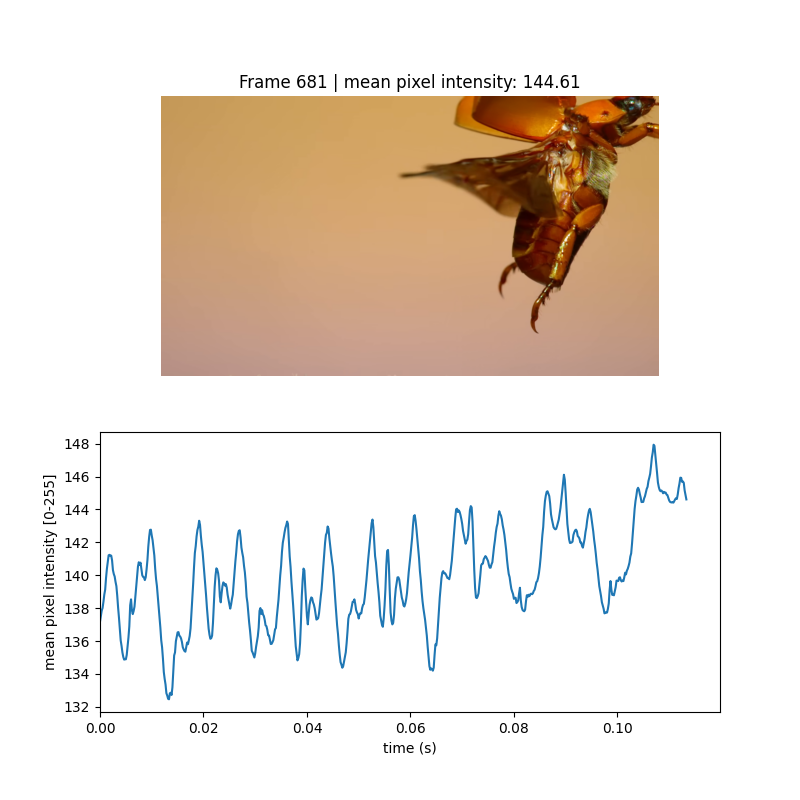 Frame 681 | mean pixel intensity: 144.61
148
146
144
142
140
138
136
134
132
mean pixel intensity [0-255]
0.00 0.02 0.04 0.06 0.08 0.10
time (s)